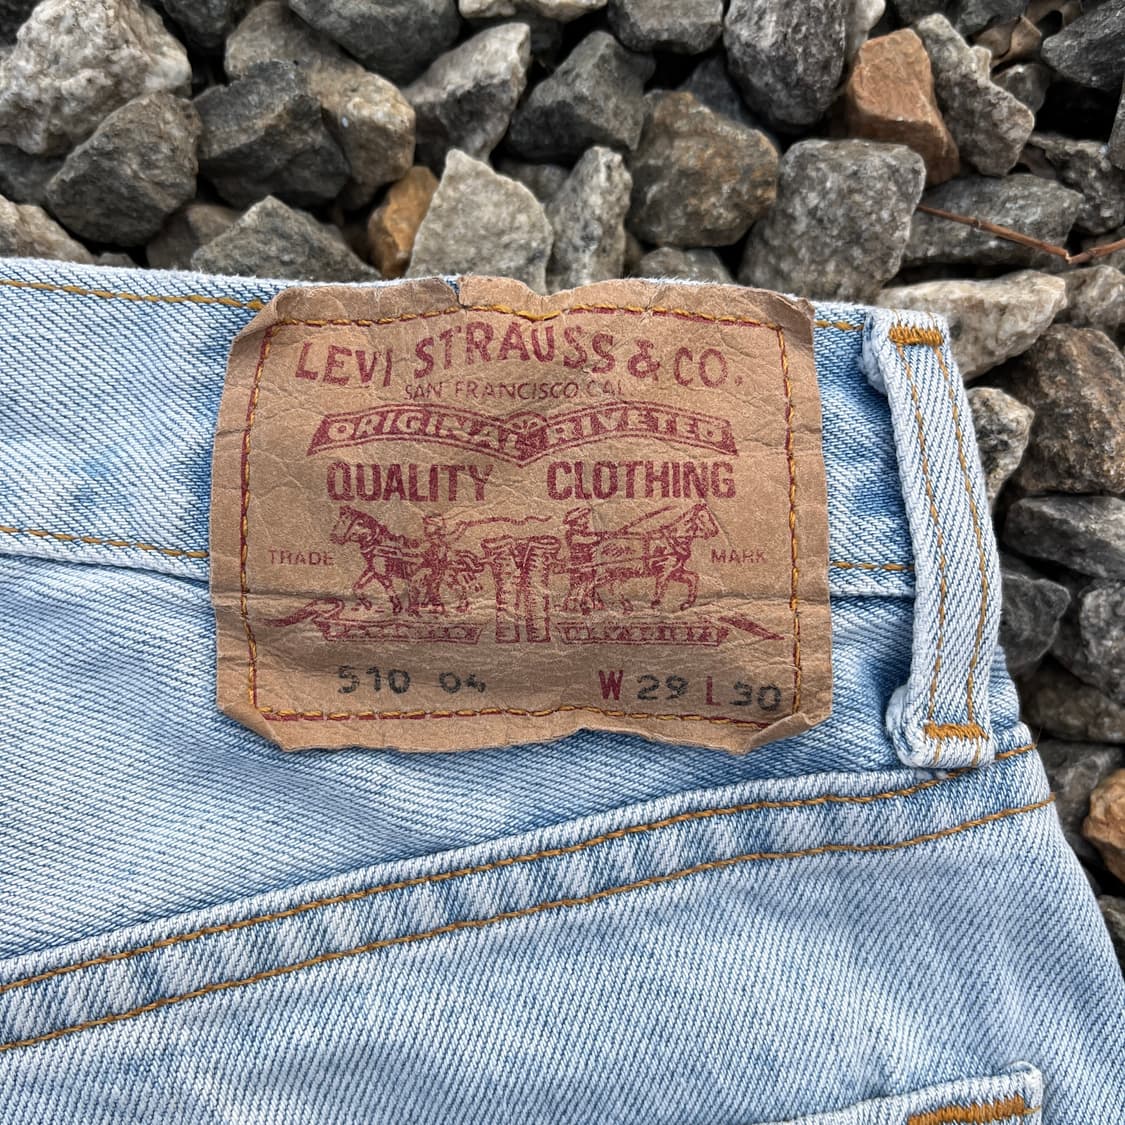 LEVI STRAUSS & CO.
SAN FRANCISCO CAL
ORIGINAL RIVETED
QUALITY CLOTHING
TRADE MARK
510 04 W 29 L 30